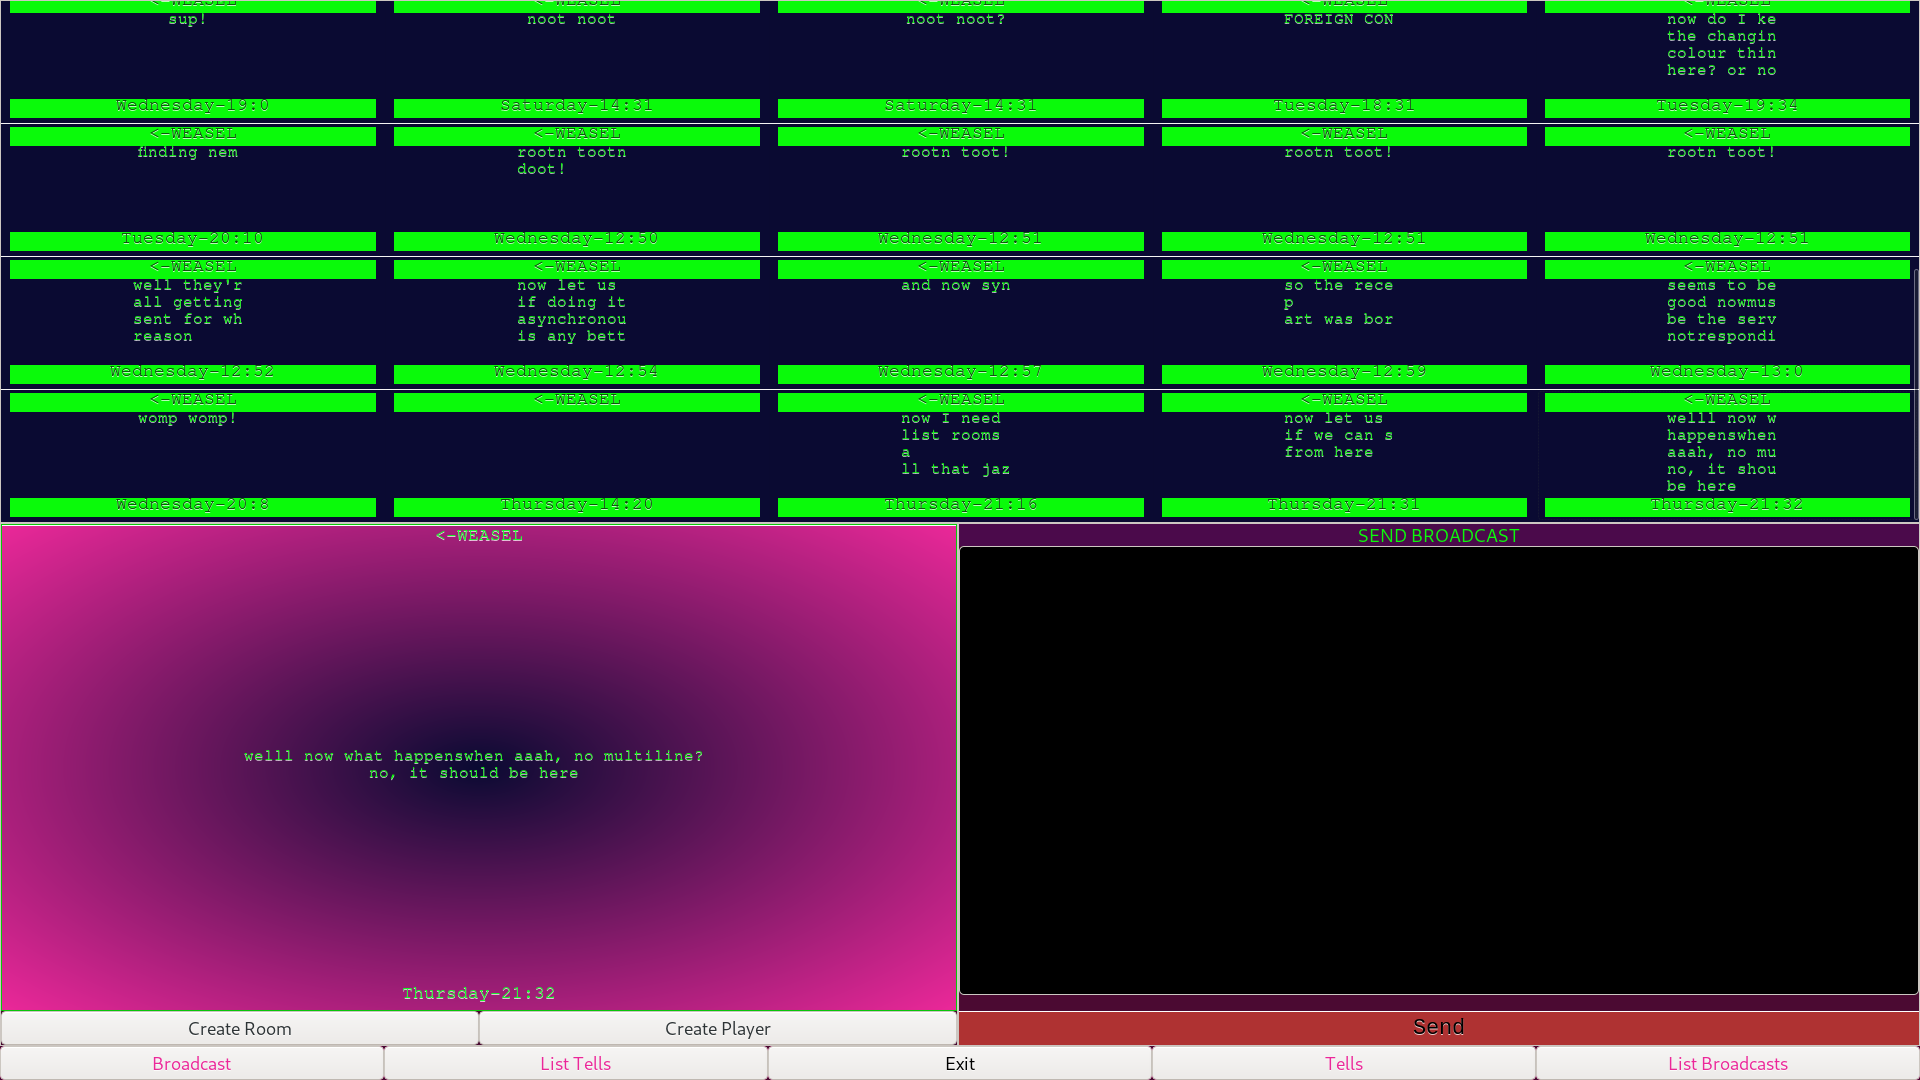 <-WEASEL <-WEASEL <-WEASEL <-WEASEL <-WEASEL
sup! noot noot noot noot? FOREIGN CON now do I ke
the changin
colour thin
here? or no
Wednesday-19:0 Saturday-14:31 Saturday-14:31 Tuesday-18:31 Tuesday-19:34
<-WEASEL <-WEASEL <-WEASEL <-WEASEL <-WEASEL
finding nem rootn tootn rootn toot! rootn toot! rootn toot!
doot!
Tuesday-20:10 Wednesday-12:50 Wednesday-12:51 Wednesday-12:51 Wednesday-12:51
<-WEASEL <-WEASEL <-WEASEL <-WEASEL <-WEASEL
well they'r now let us and now syn so the rece seems to be
all getting if doing it p good nowmus
sent for wh asynchronou art was bor be the serv
reason is any bett notrespondi
Wednesday-12:52 Wednesday-12:54 Wednesday-12:57 Wednesday-12:59 Wednesday-13:0
<-WEASEL <-WEASEL <-WEASEL <-WEASEL <-WEASEL
womp womp! now I need now let us welll now w
list rooms if we can s happenswhen
a from here aaah, no mu
ll that jaz no, it shou
be here
Wednesday-20:8 Thursday-14:20 Thursday-21:16 Thursday-21:31 Thursday-21:32
<-WEASEL SEND BROADCAST
welll now what happenswhen aaah, no multiline?
no, it should be here
Thursday-21:32
Create Room Create Player Send
Broadcast List Tells Exit Tells List Broadcasts